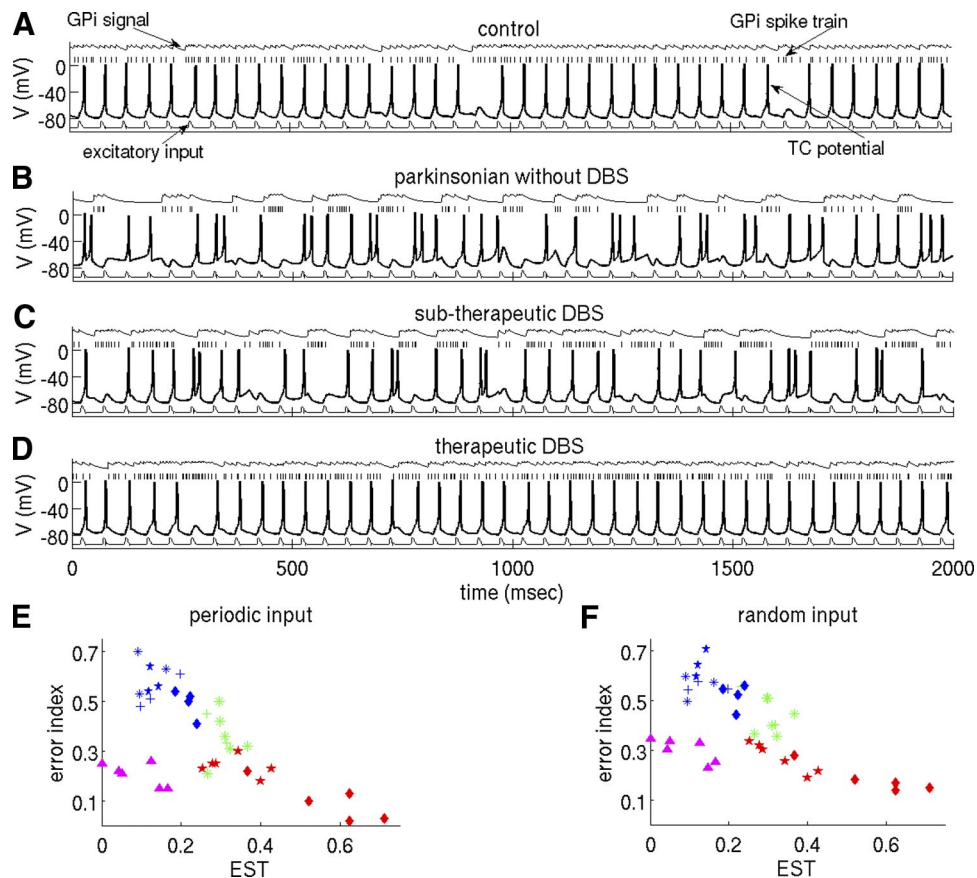 A
GPi signal
control
GPi spike train
V (mV)
0
-40
-80
excitatory input
TC potential
B
parkinsonian without DBS
V (mV)
0
-40
-80
C
sub-therapeutic DBS
V (mV)
0
-40
-80
D
therapeutic DBS
V (mV)
0
-40
-80
0 500 1000 1500 2000
time (msec)
E
periodic input
error index
0.7
0.5
0.3
0.1
0 0.2 0.4 0.6
EST
F
random input
error index
0.7
0.5
0.3
0.1
0 0.2 0.4 0.6
EST